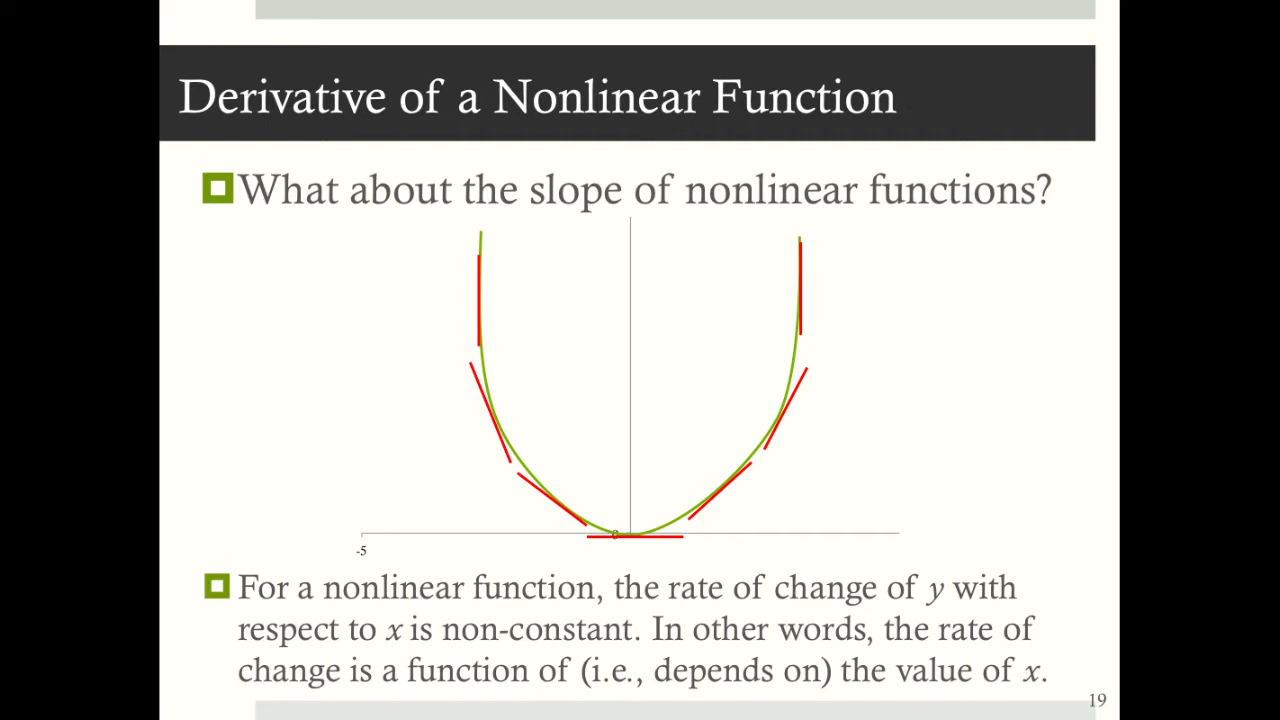 Derivative of a Nonlinear Function
What about the slope of nonlinear functions?
0
-5
For a nonlinear function, the rate of change of y with
respect to x is non-constant. In other words, the rate of
change is a function of (i.e., depends on) the value of x.
19